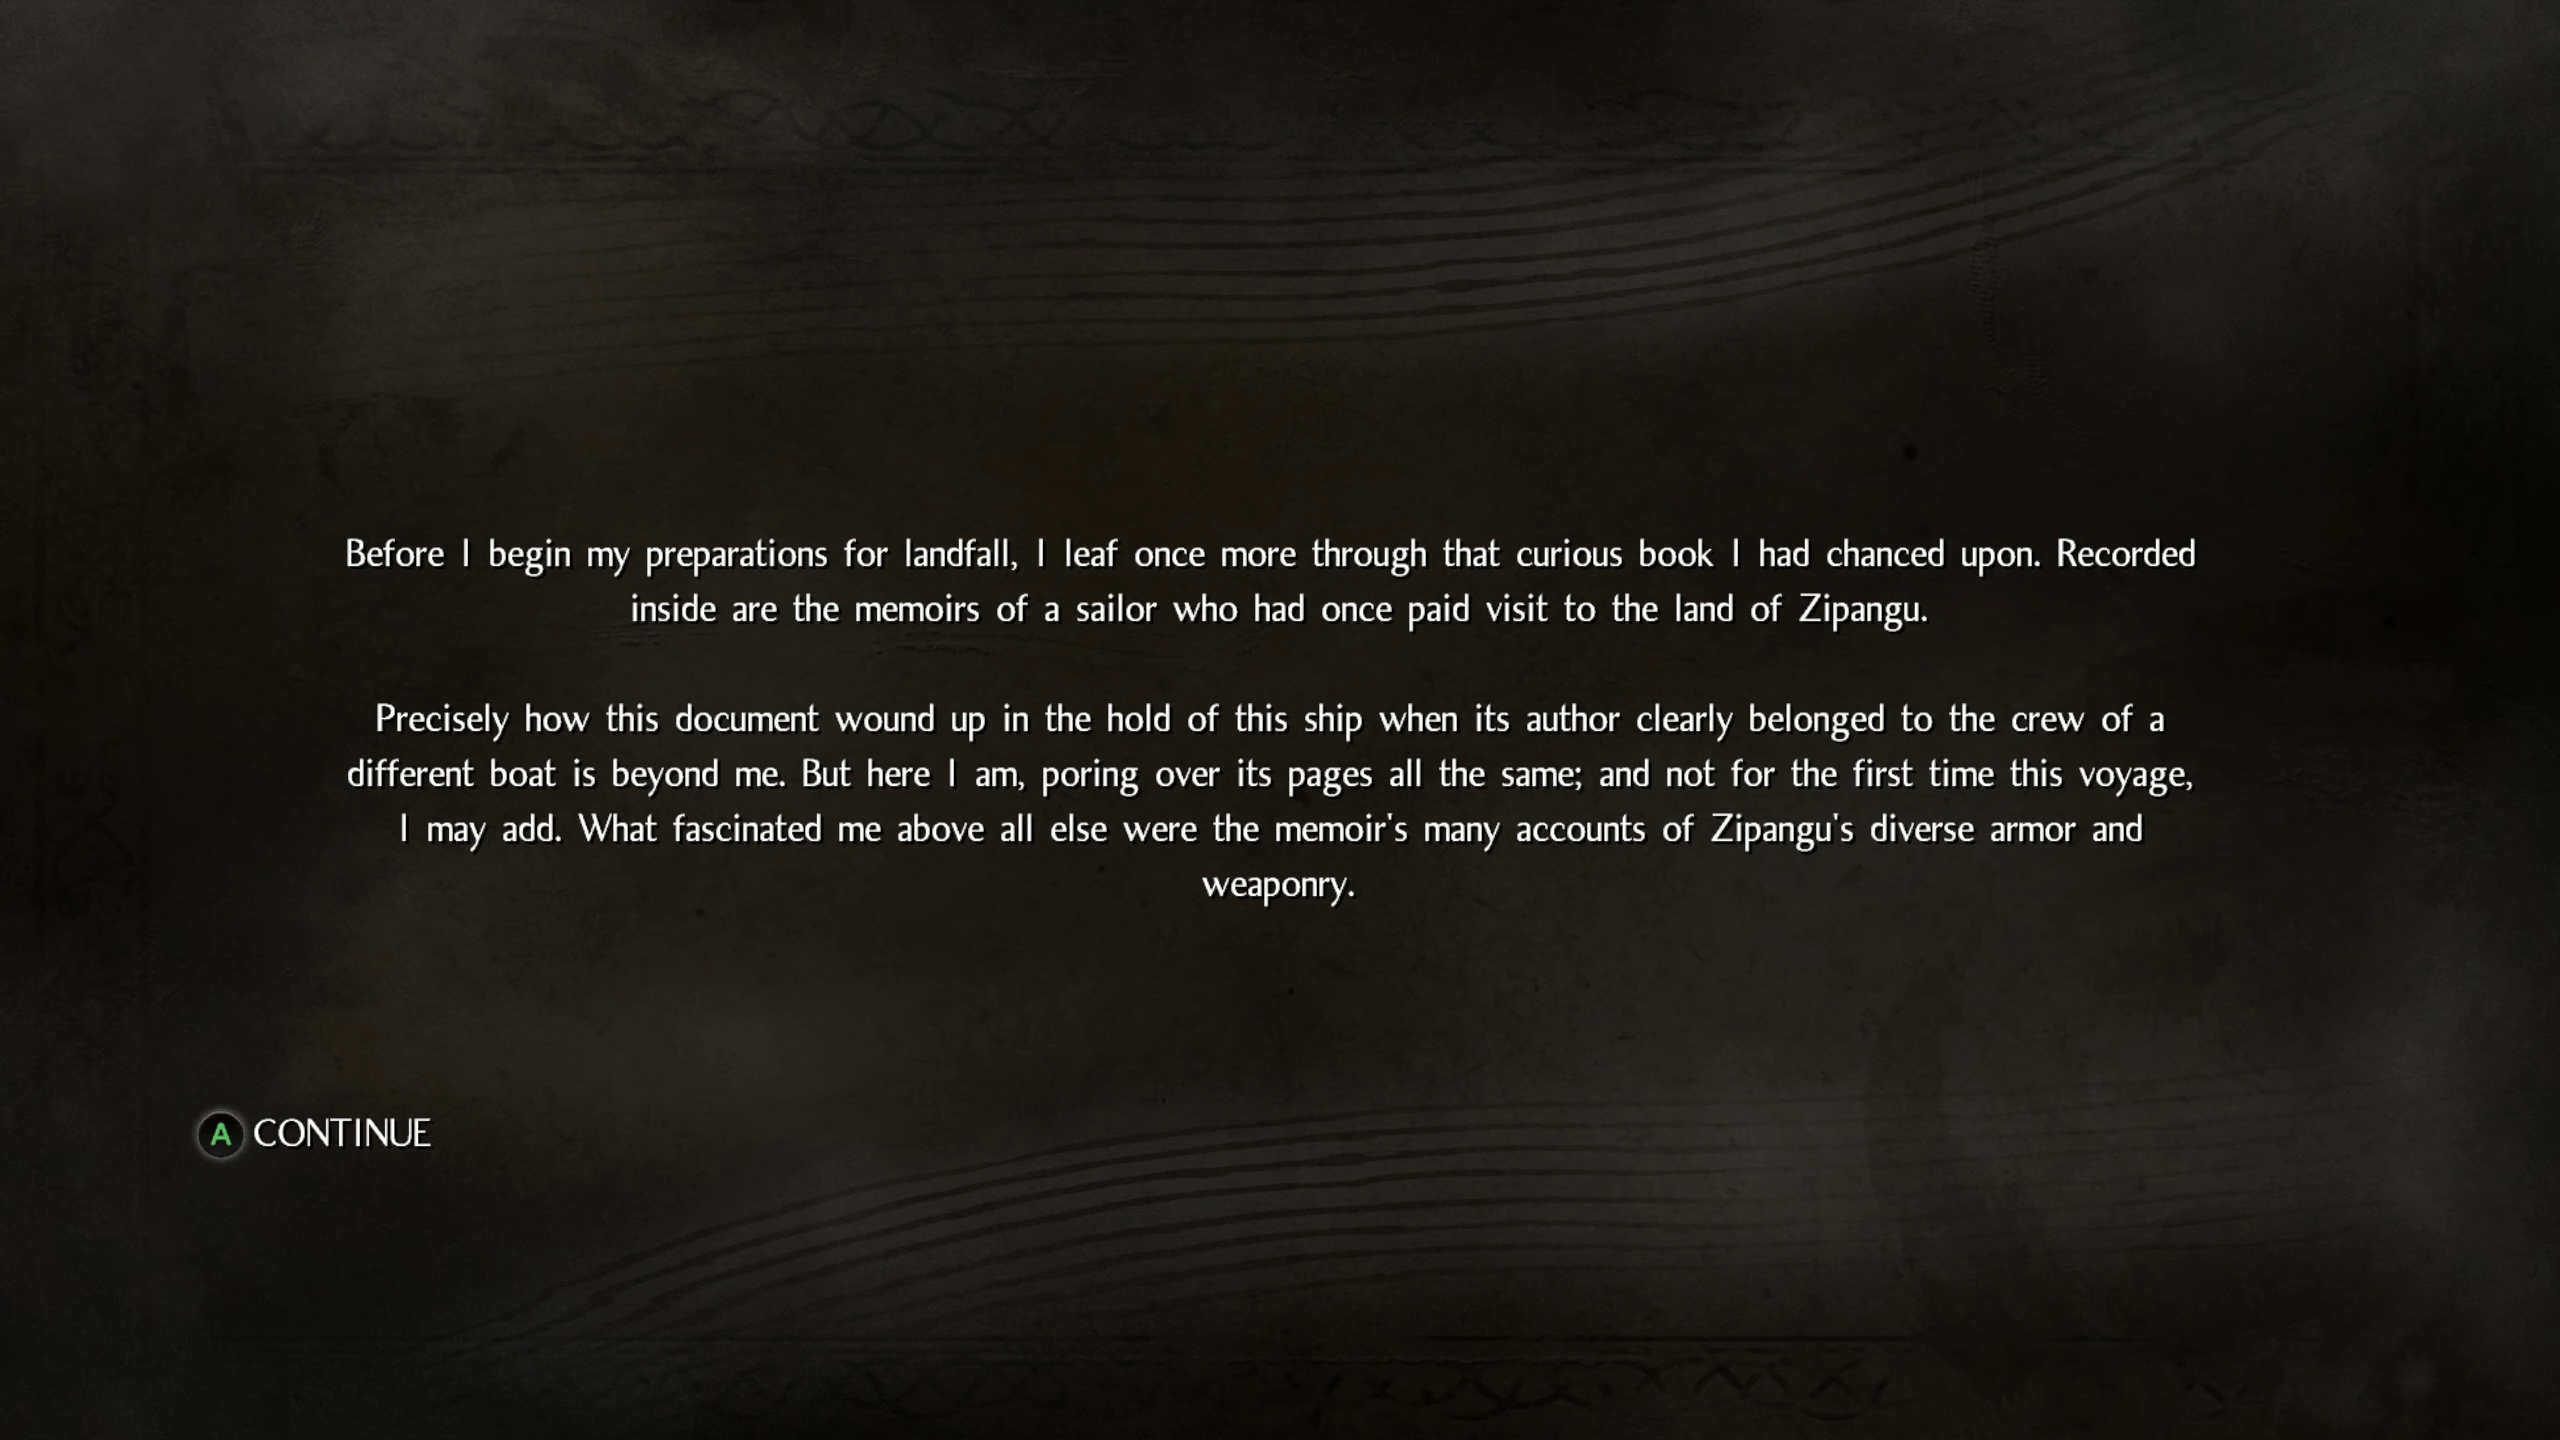 Before I begin my preparations for landfall, I leaf once more through that curious book I had chanced upon. Recorded
inside are the memoirs of a sailor who had once paid visit to the land of Zipangu.
Precisely how this document wound up in the hold of this ship when its author clearly belonged to the crew of a
different boat is beyond me. But here I am, poring over its pages all the same; and not for the first time this voyage,
I may add. What fascinated me above all else were the memoir's many accounts of Zipangu's diverse armor and
weaponry.
A CONTINUE